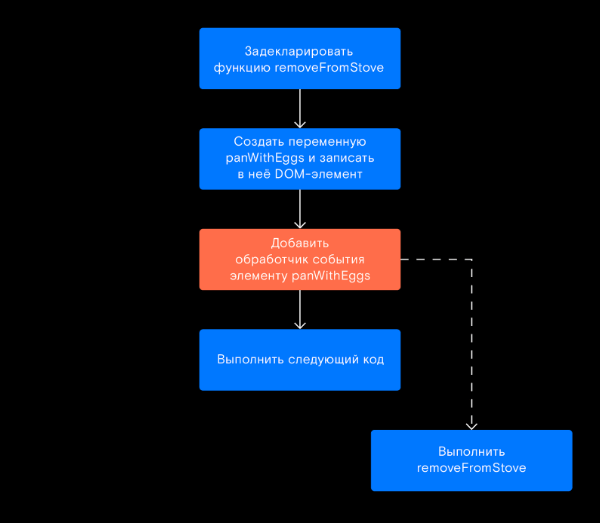 Задекларировать
функцию removeFromStove
Создать переменную
panWithEggs и записать
в неё DOM-элемент
Добавить
обработчик события
элементу panWithEggs
Выполнить следующий код
Выполнить
removeFromStove